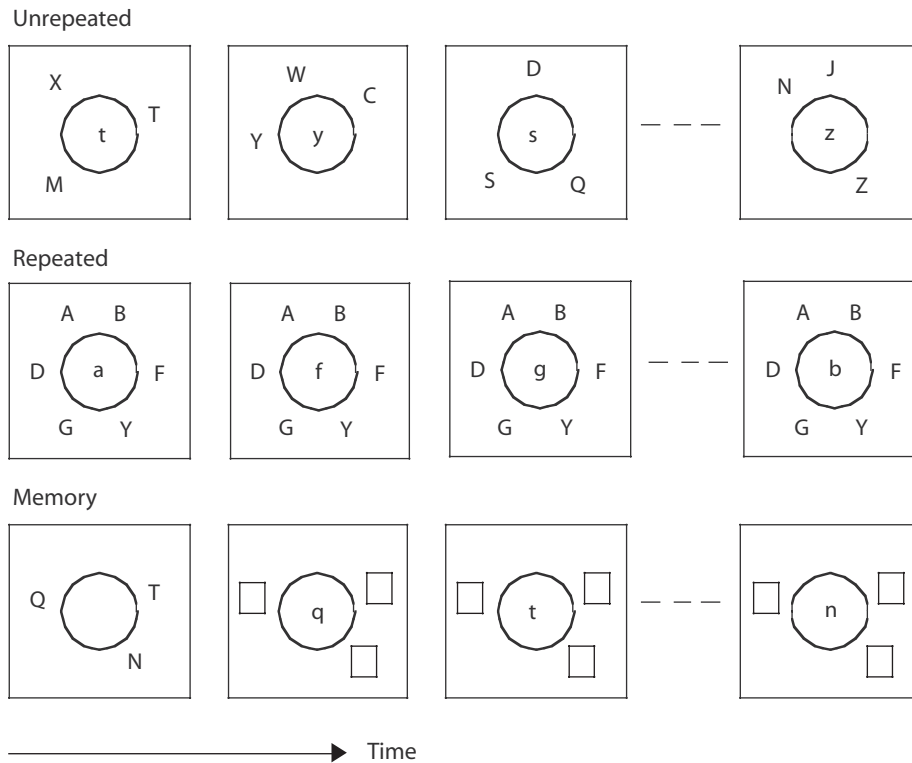 Unrepeated
X T t M
W C Y y
D s S Q
J N z Z
Repeated
A B D a F G Y
A B D f F G Y
A B D g F G Y
A B D b F G Y
Memory
Q T N
q
t
n
Time